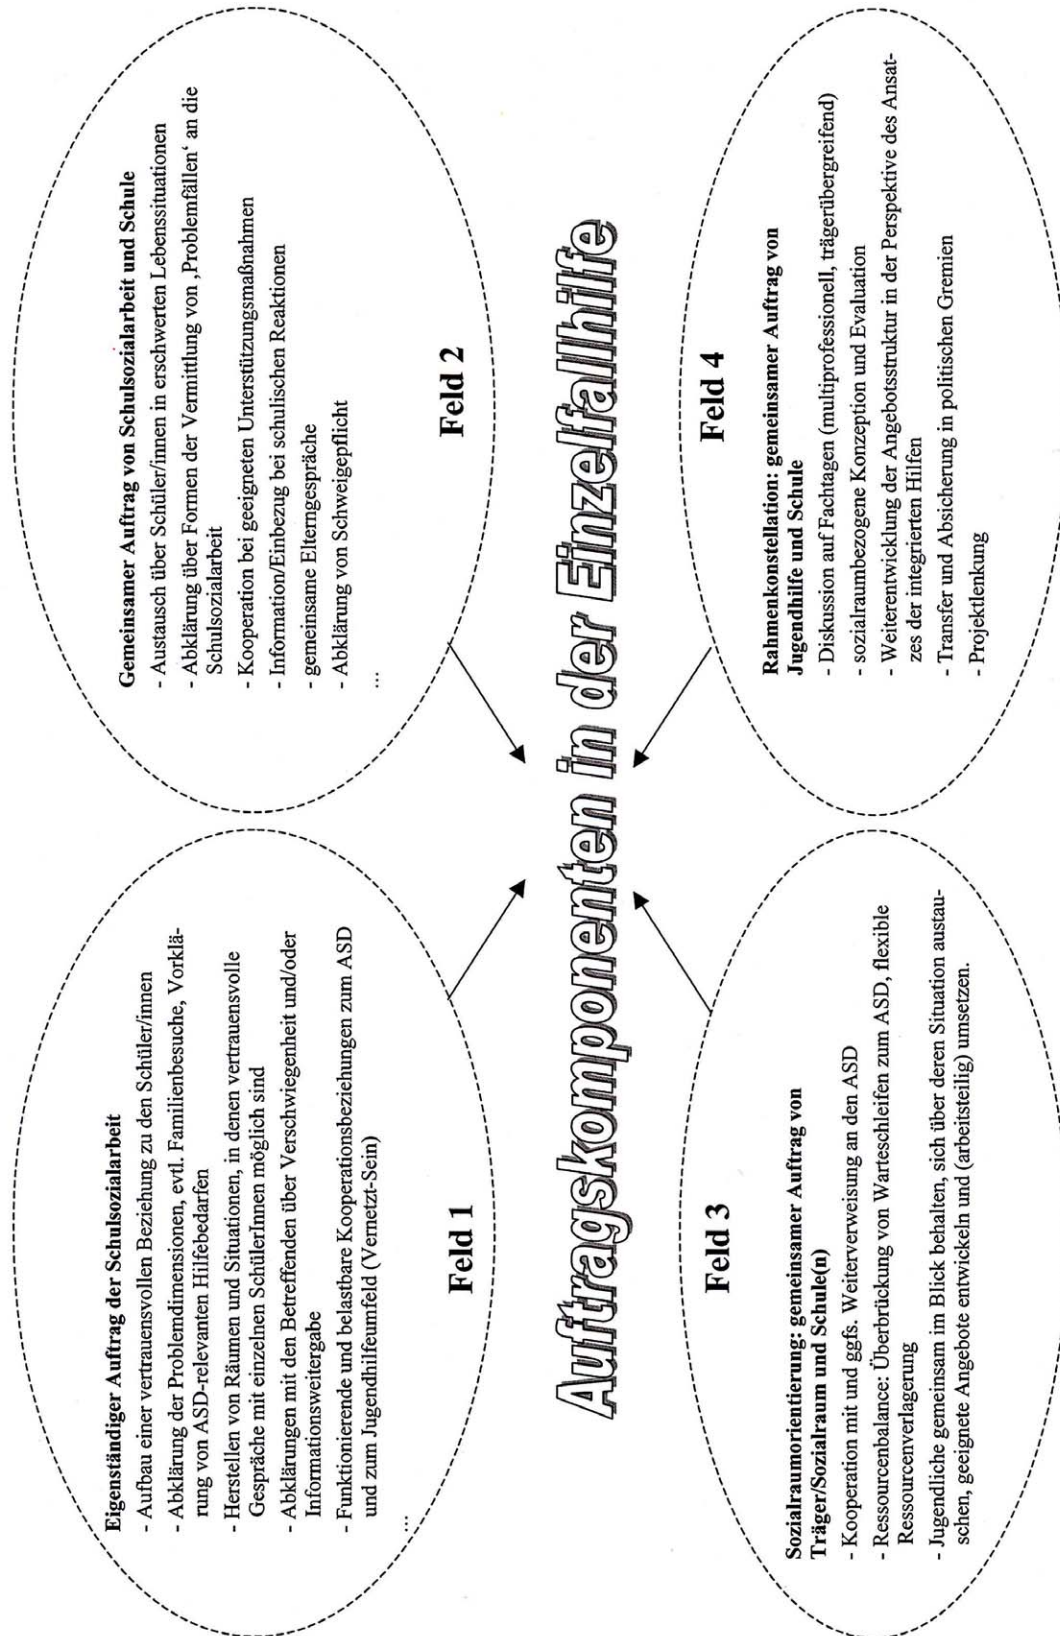 Eigenständiger Auftrag der Schulsozialarbeit
- Aufbau einer vertrauensvollen Beziehung zu den Schüler/innen
- Abklärung der Problemdimensionen, evtl. Familienbesuche, Vorklä-
rung von ASD-relevanten Hilfebedarfen
- Herstellen von Räumen und Situationen, in denen vertrauensvolle
Gespräche mit einzelnen SchülerInnen möglich sind
- Abklärungen mit den Betreffenden über Verschwiegenheit und/oder
Informationsweitergabe
- Funktionierende und belastbare Kooperationsbeziehungen zum ASD
und zum Jugendhilfeumfeld (Vernetzt-Sein)
...
Feld 1
Gemeinsamer Auftrag von Schulsozialarbeit und Schule
- Austausch über Schüler/innen in erschwerten Lebenssituationen
- Abklärung über Formen der Vermittlung von ‚Problemfällen‘ an die
Schulsozialarbeit
- Kooperation bei geeigneten Unterstützungsmaßnahmen
- Information/Einbezug bei schulischen Reaktionen
- gemeinsame Elterngespräche
- Abklärung von Schweigepflicht
...
Feld 2
Auftragskomponenten in der Einzelfallhilfe
Feld 3
Sozialraumorientierung: gemeinsamer Auftrag von
Träger/Sozialraum und Schule(n)
- Kooperation mit und ggfs. Weiterverweisung an den ASD
- Ressourcenbalance: Überbrückung von Warteschleifen zum ASD, flexible
Ressourcenverlagerung
- Jugendliche gemeinsam im Blick behalten, sich über deren Situation austau-
schen, geeignete Angebote entwickeln und (arbeitsteilig) umsetzen.
Feld 4
Rahmenkonstellation: gemeinsamer Auftrag von
Jugendhilfe und Schule
- Diskussion auf Fachtagen (multiprofessionell, trägerübergreifend)
- sozialraumbezogene Konzeption und Evaluation
- Weiterentwicklung der Angebotsstruktur in der Perspektive des Ansat-
zes der integrierten Hilfen
- Transfer und Absicherung in politischen Gremien
- Projektlenkung